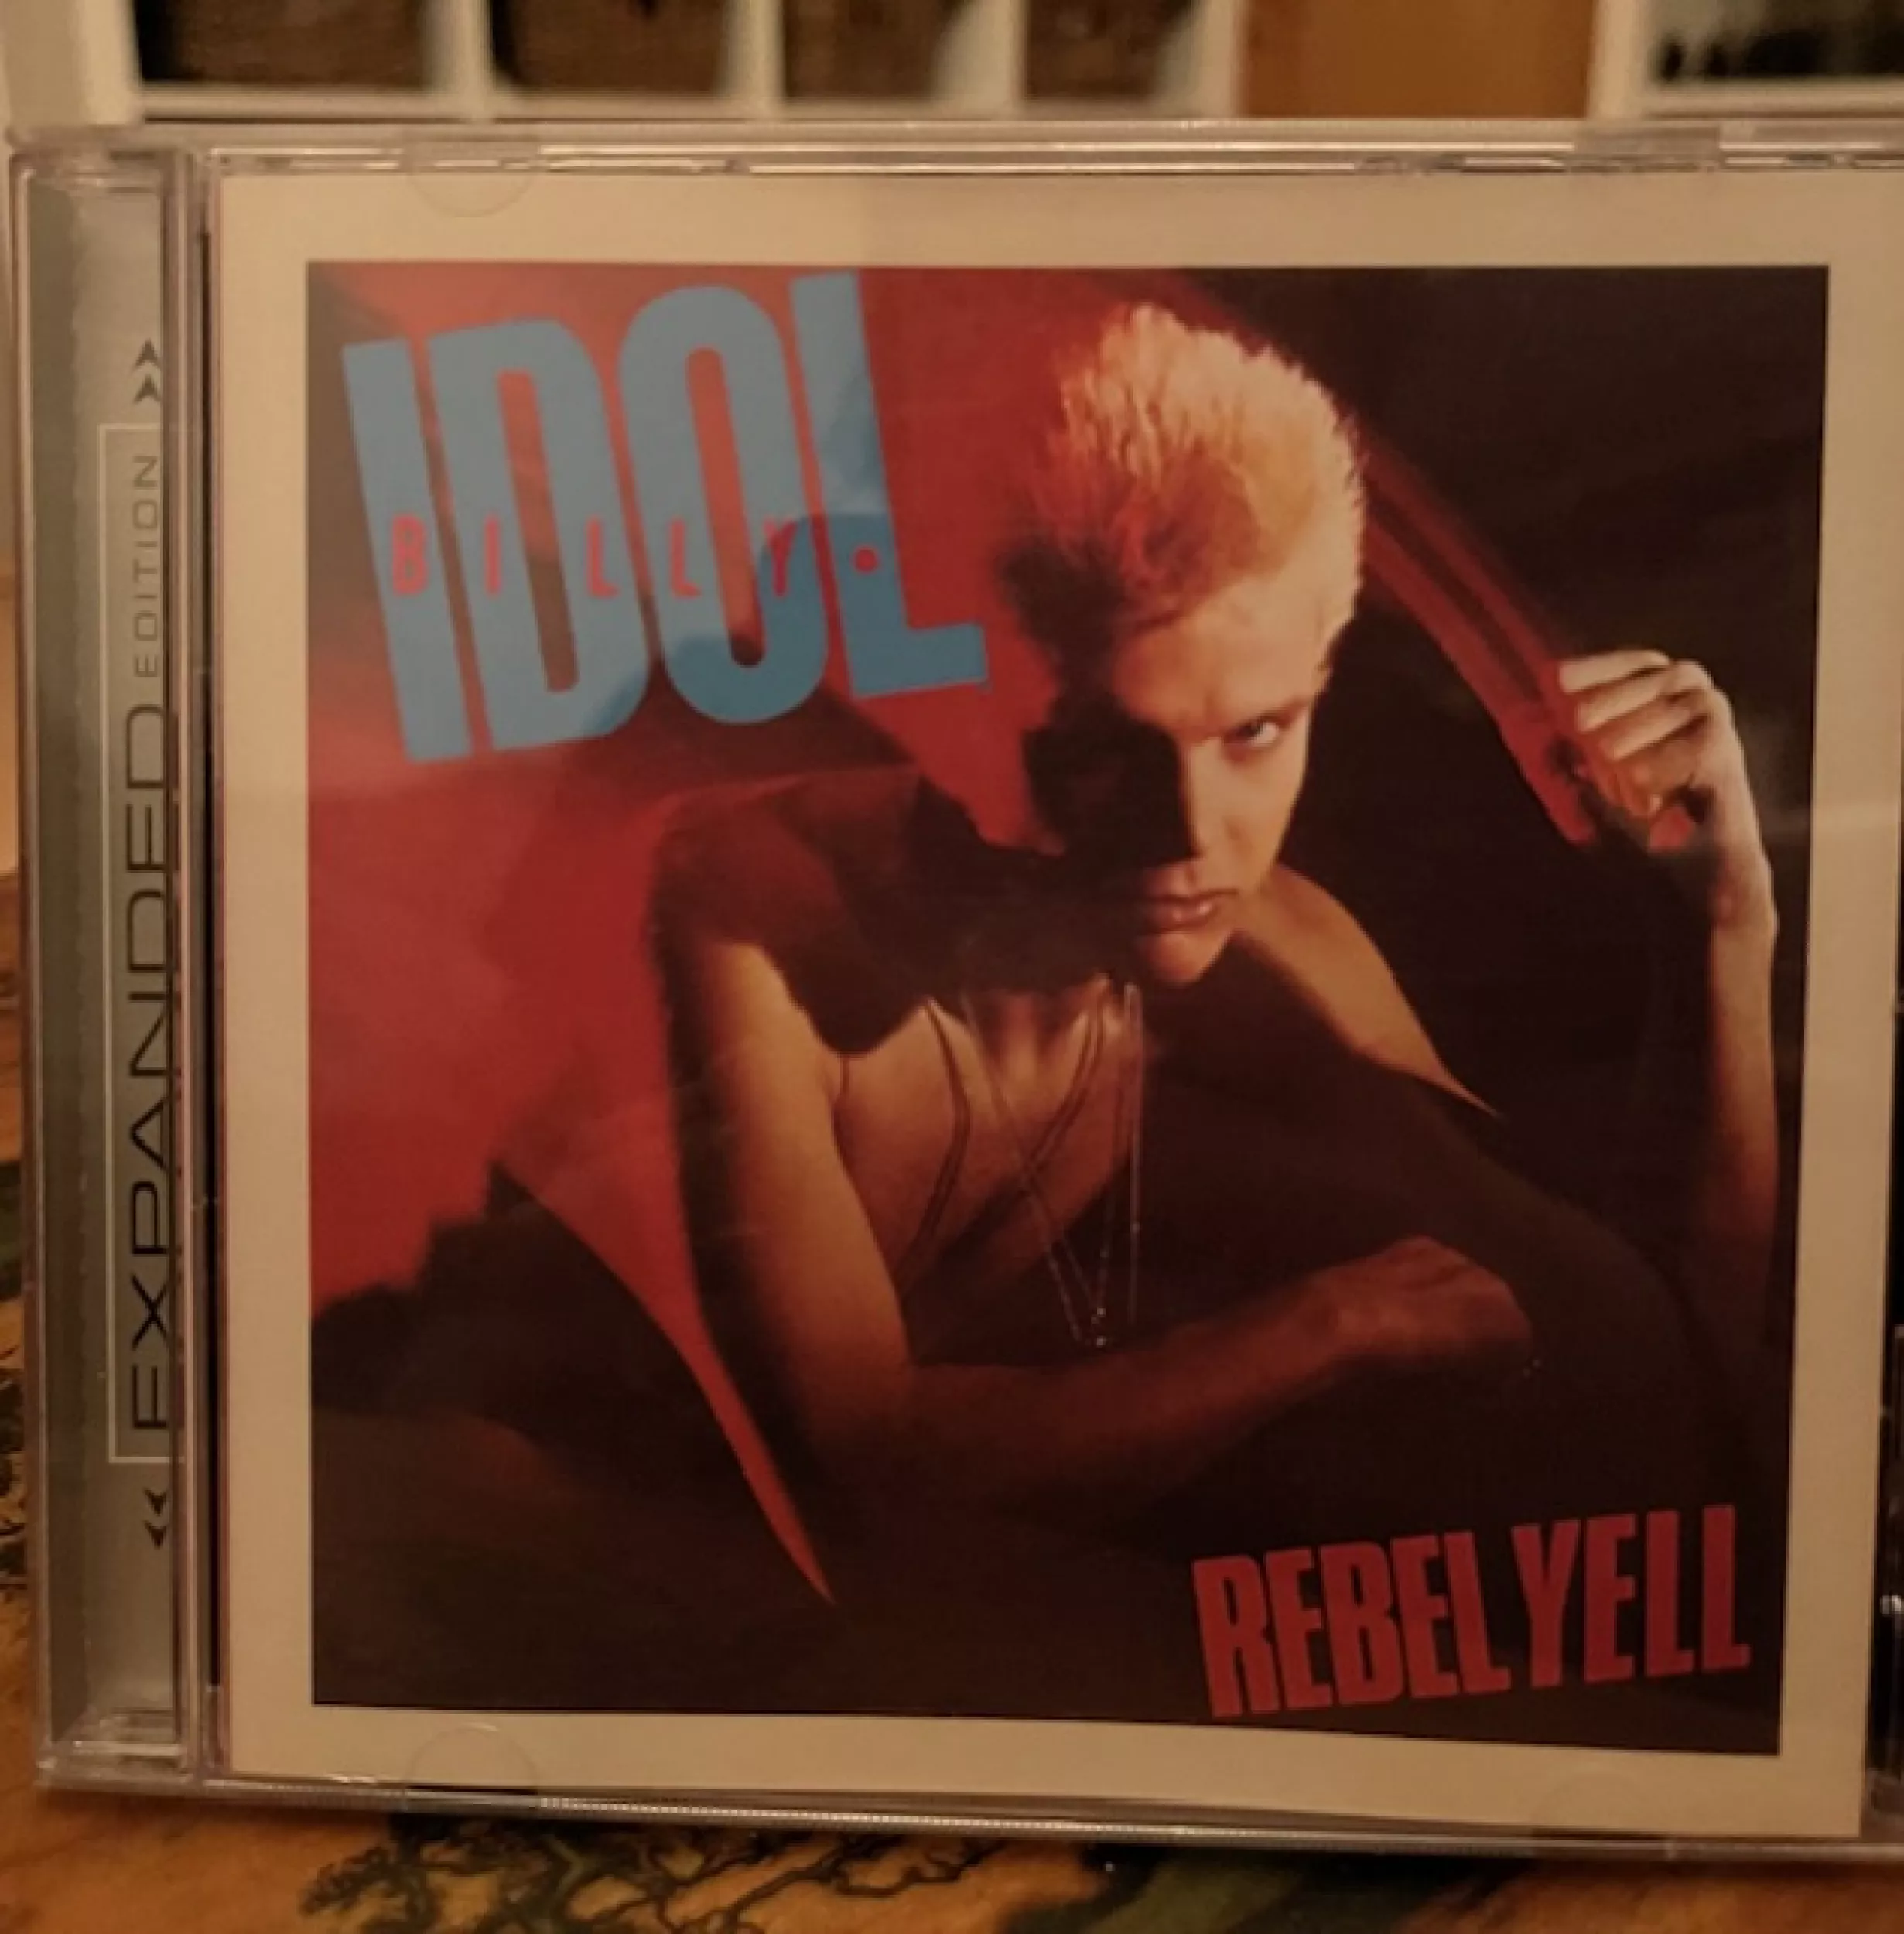 EXPANDED EDITION
IDOL
BILLY
REBEL YELL